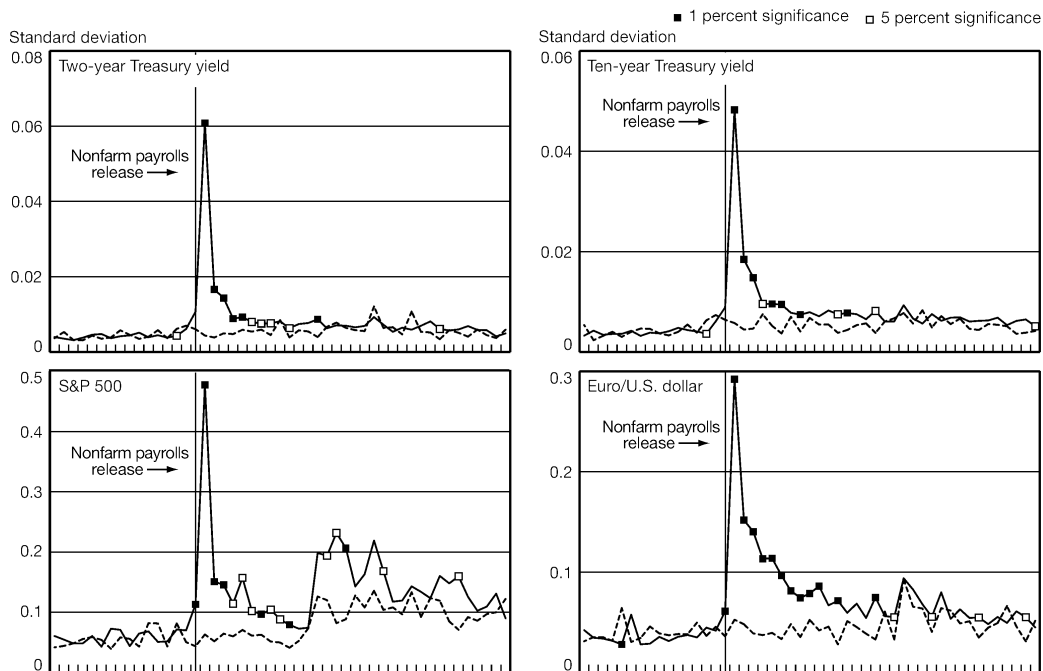 ■ 1 percent significance □ 5 percent significance
Standard deviation
0.08
Two-year Treasury yield
0.06
Nonfarm payrolls
release →
0.04
0.02
0
Standard deviation
0.06
Ten-year Treasury yield
Nonfarm payrolls
release →
0.04
0.02
0
0.5
S&P 500
0.4
Nonfarm payrolls
release →
0.3
0.2
0.1
0
0.3
Euro/U.S. dollar
Nonfarm payrolls
release →
0.2
0.1
0